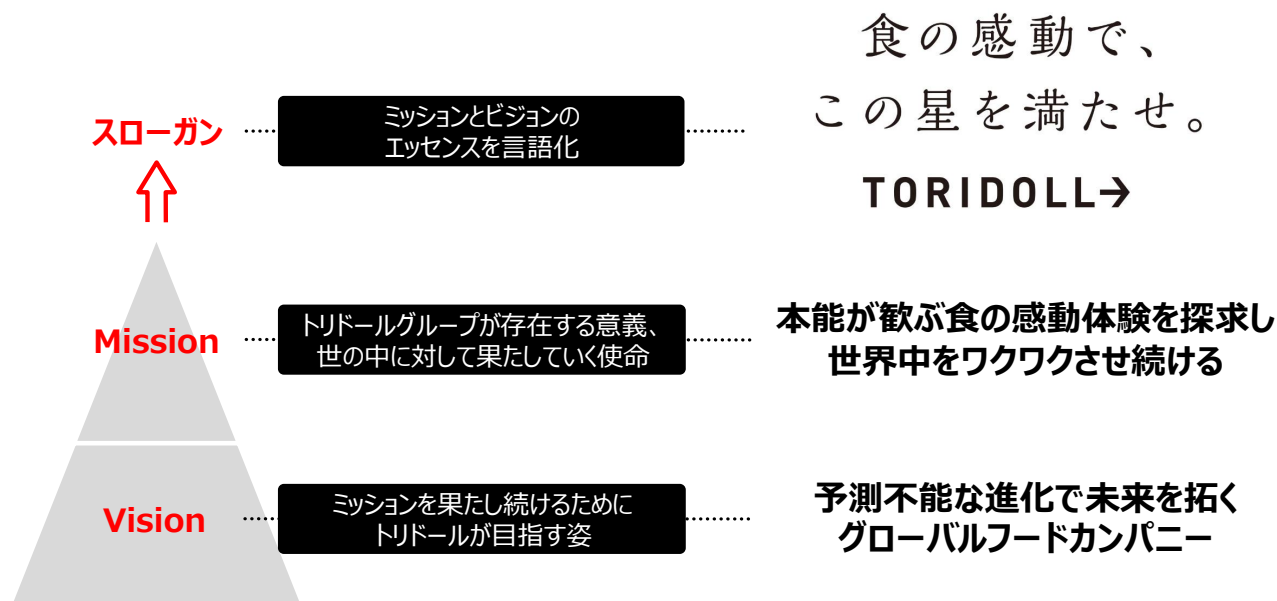 食の感動で、
この星を満たせ。
TORIDOLL→
スローガン
ミッションとビジョンの
エッセンスを言語化
Mission
トリドールグループが存在する意義、
世の中に対して果たしていく使命
本能が歓ぶ食の感動体験を探求し
世界中をワクワクさせ続ける
Vision
ミッションを果たし続けるために
トリドールが目指す姿
予測不能な進化で未来を拓く
グローバルフードカンパニー